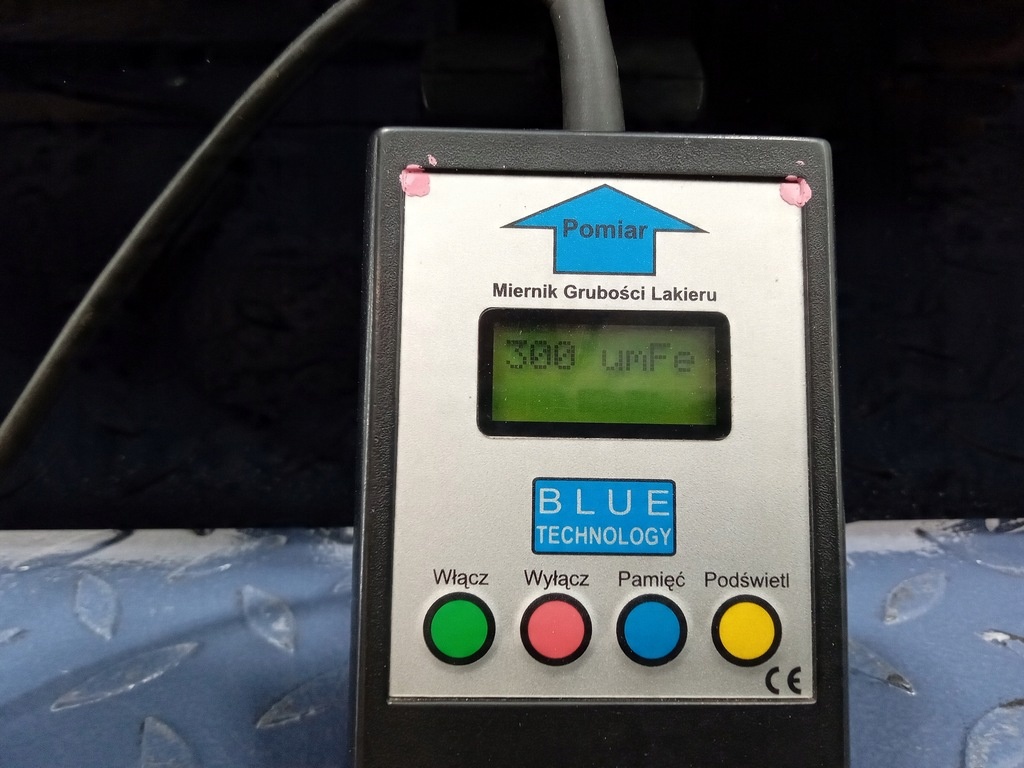 Pomiar
Miernik Grubości Lakieru
300 umFe
BLUE
TECHNOLOGY
Włącz Wyłącz Pamięć Podświetl
CE